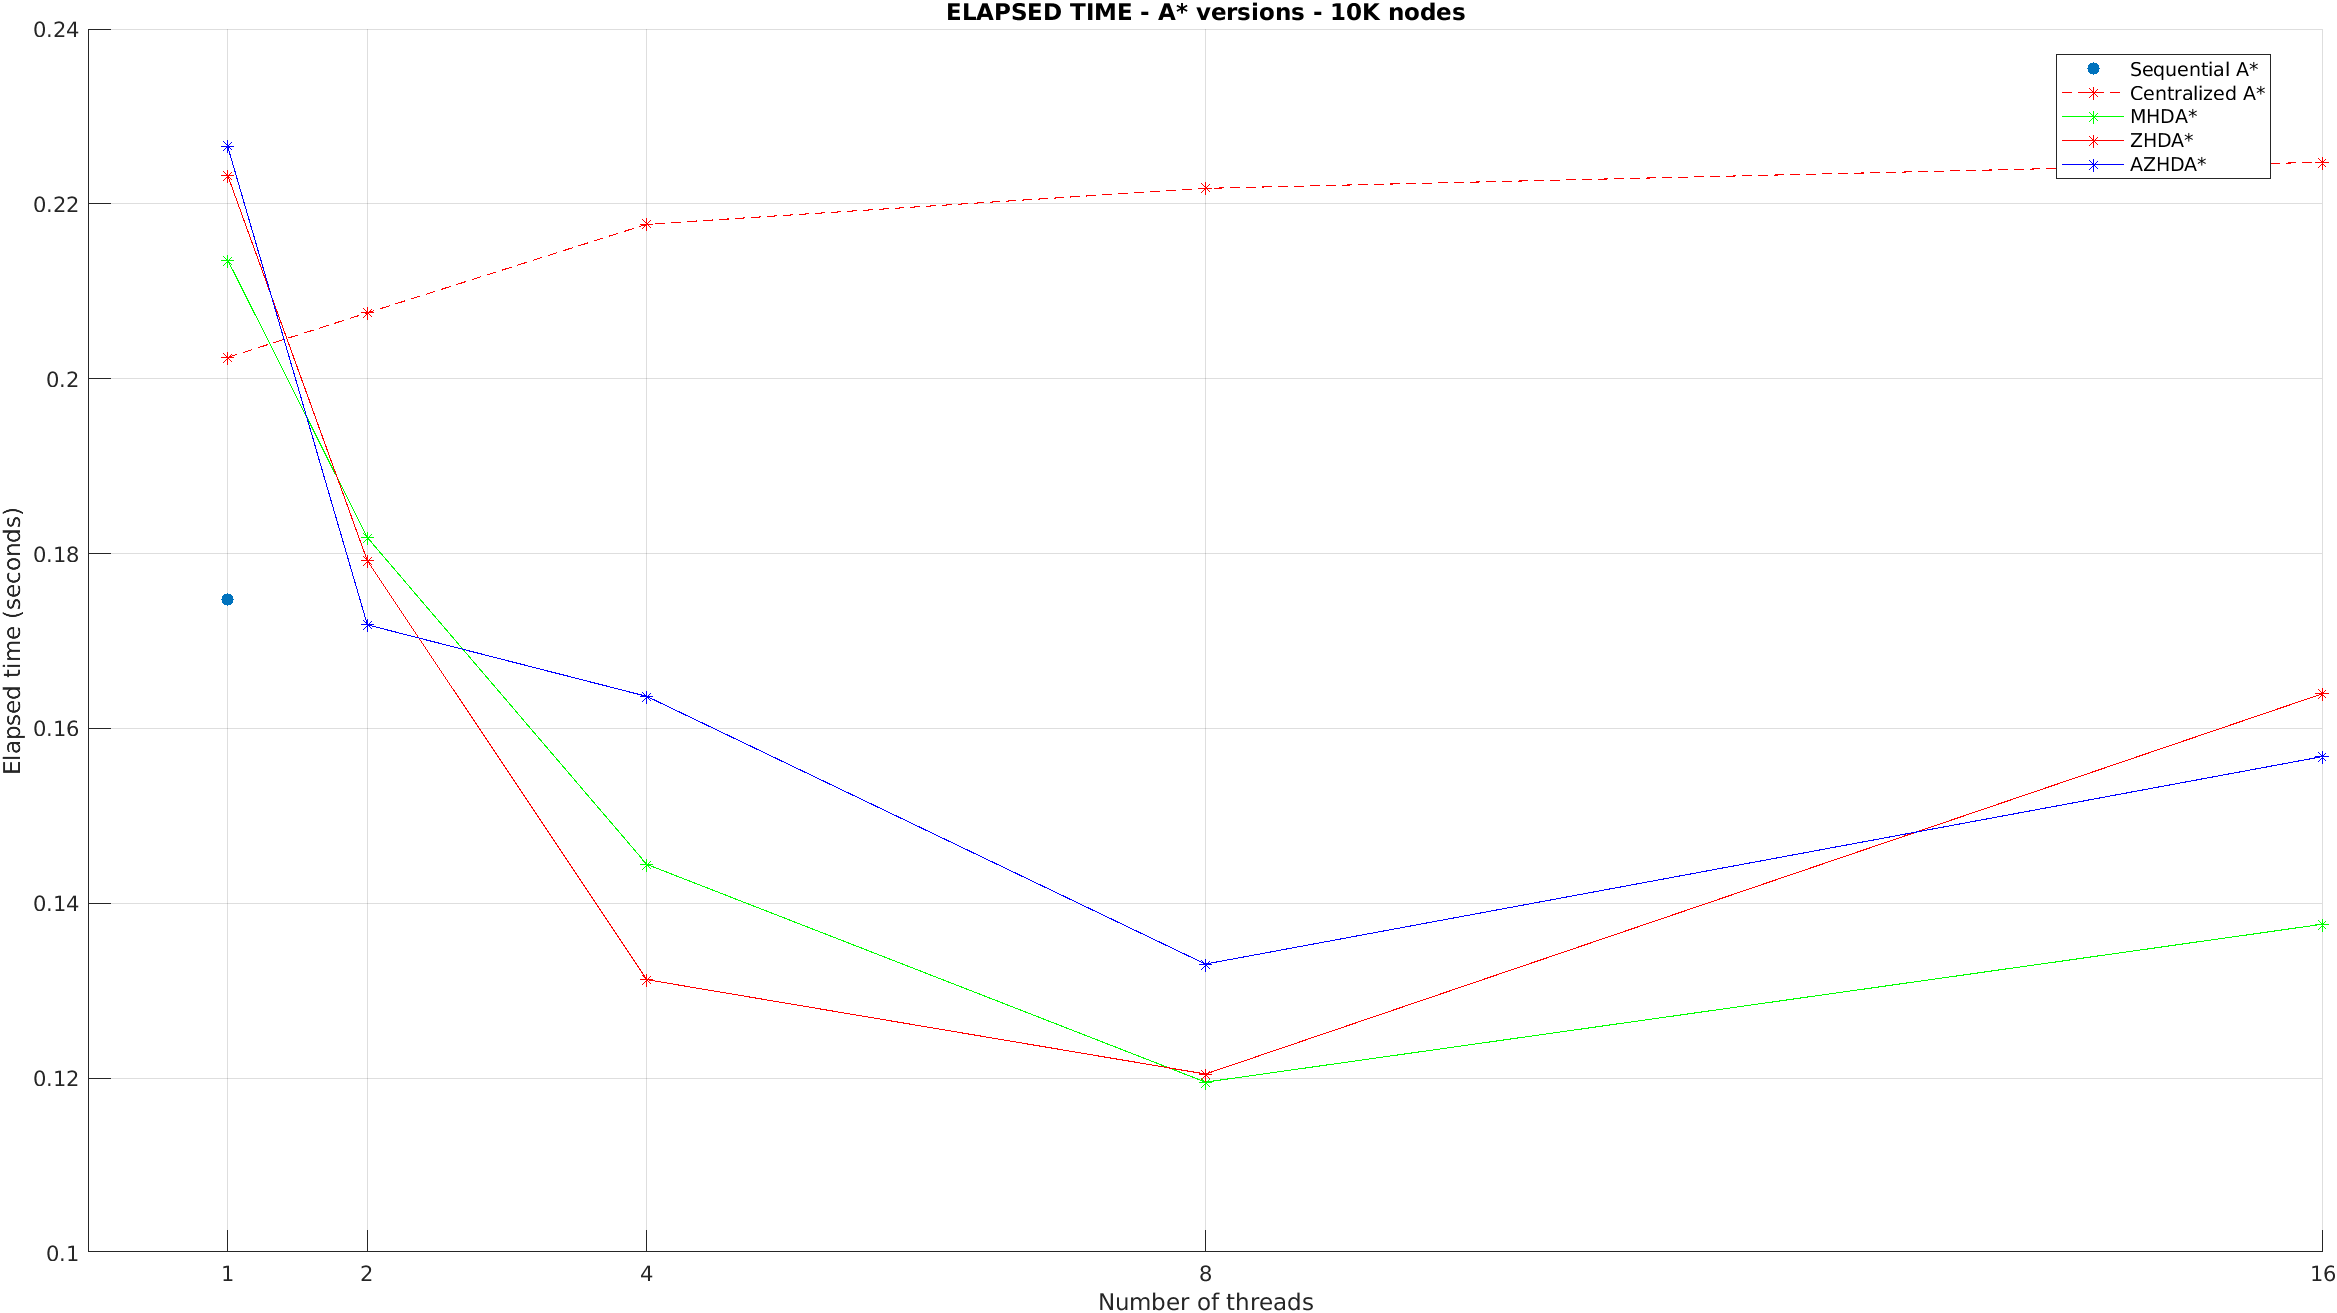 ELAPSED TIME - A* versions - 10K nodes
0.24
0.22
0.2
0.18
0.16
0.14
0.12
0.1
Elapsed time (seconds)
Sequential A*
Centralized A*
MHDA*
ZHDA*
AZHDA*
1 2 4 8 16
Number of threads